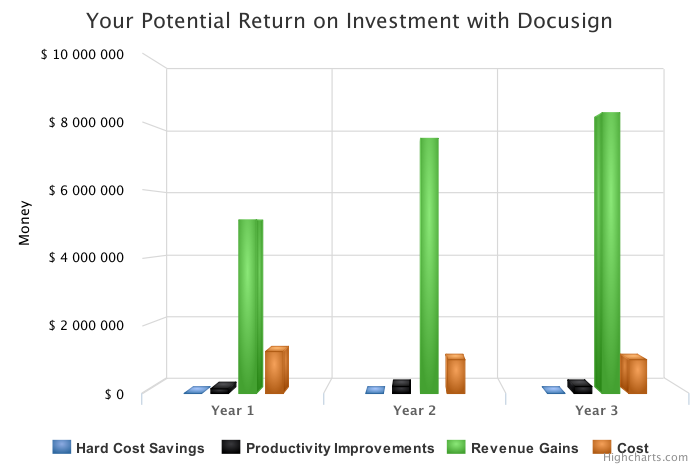 Your Potential Return on Investment with Docusign
$ 10 000 000
$ 8 000 000
$ 6 000 000
$ 4 000 000
$ 2 000 000
$ 0
Money
Year 1 Year 2 Year 3
Hard Cost Savings Productivity Improvements Revenue Gains Cost
Highcharts.com